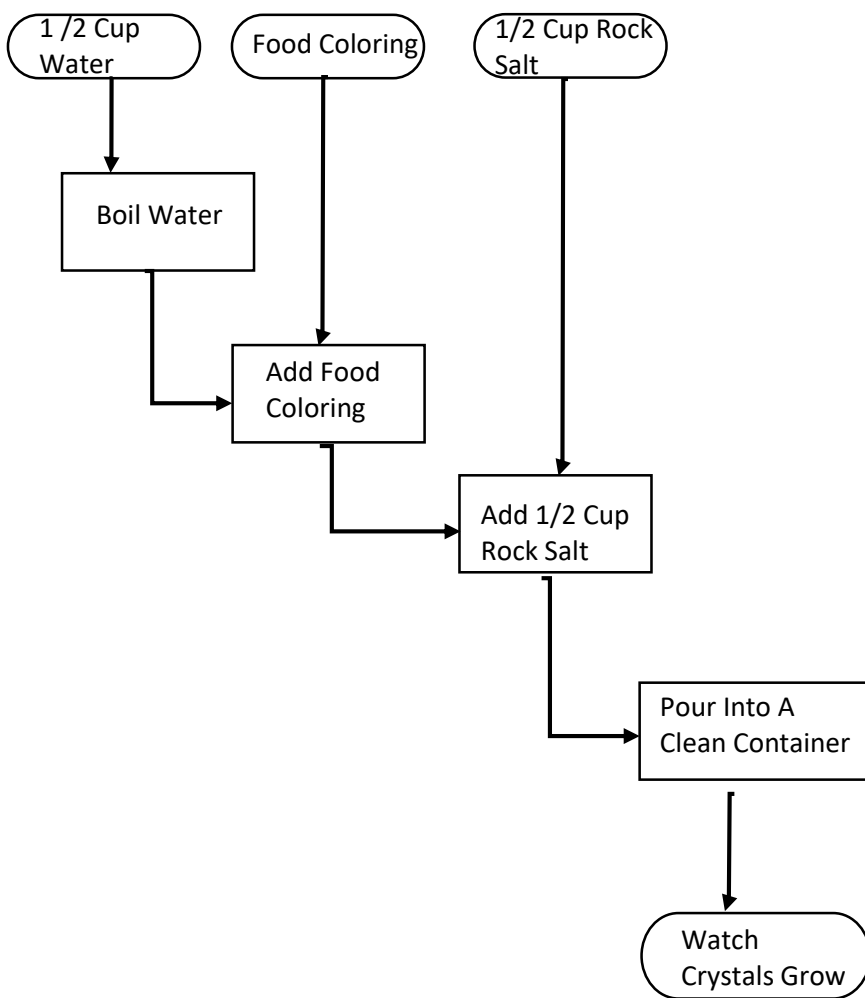 1 /2 Cup
Water
Food Coloring
1/2 Cup Rock
Salt
Boil Water
Add Food
Coloring
Add 1/2 Cup
Rock Salt
Pour Into A
Clean Container
Watch
Crystals Grow